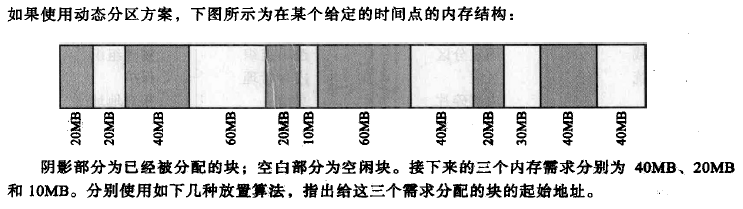 如果使用动态分区方案，下图所示为在某个给定的时间点的内存结构：
20MB 20MB 40MB 60MB 20MB 10MB 60MB 40MB 20MB 30MB 40MB 40MB
阴影部分为已经被分配的块；空白部分为空闲块。接下来的三个内存需求分别为 40MB、20MB
和 10MB。分别使用如下几种放置算法，指出给这三个需求分配的块的起始地址。